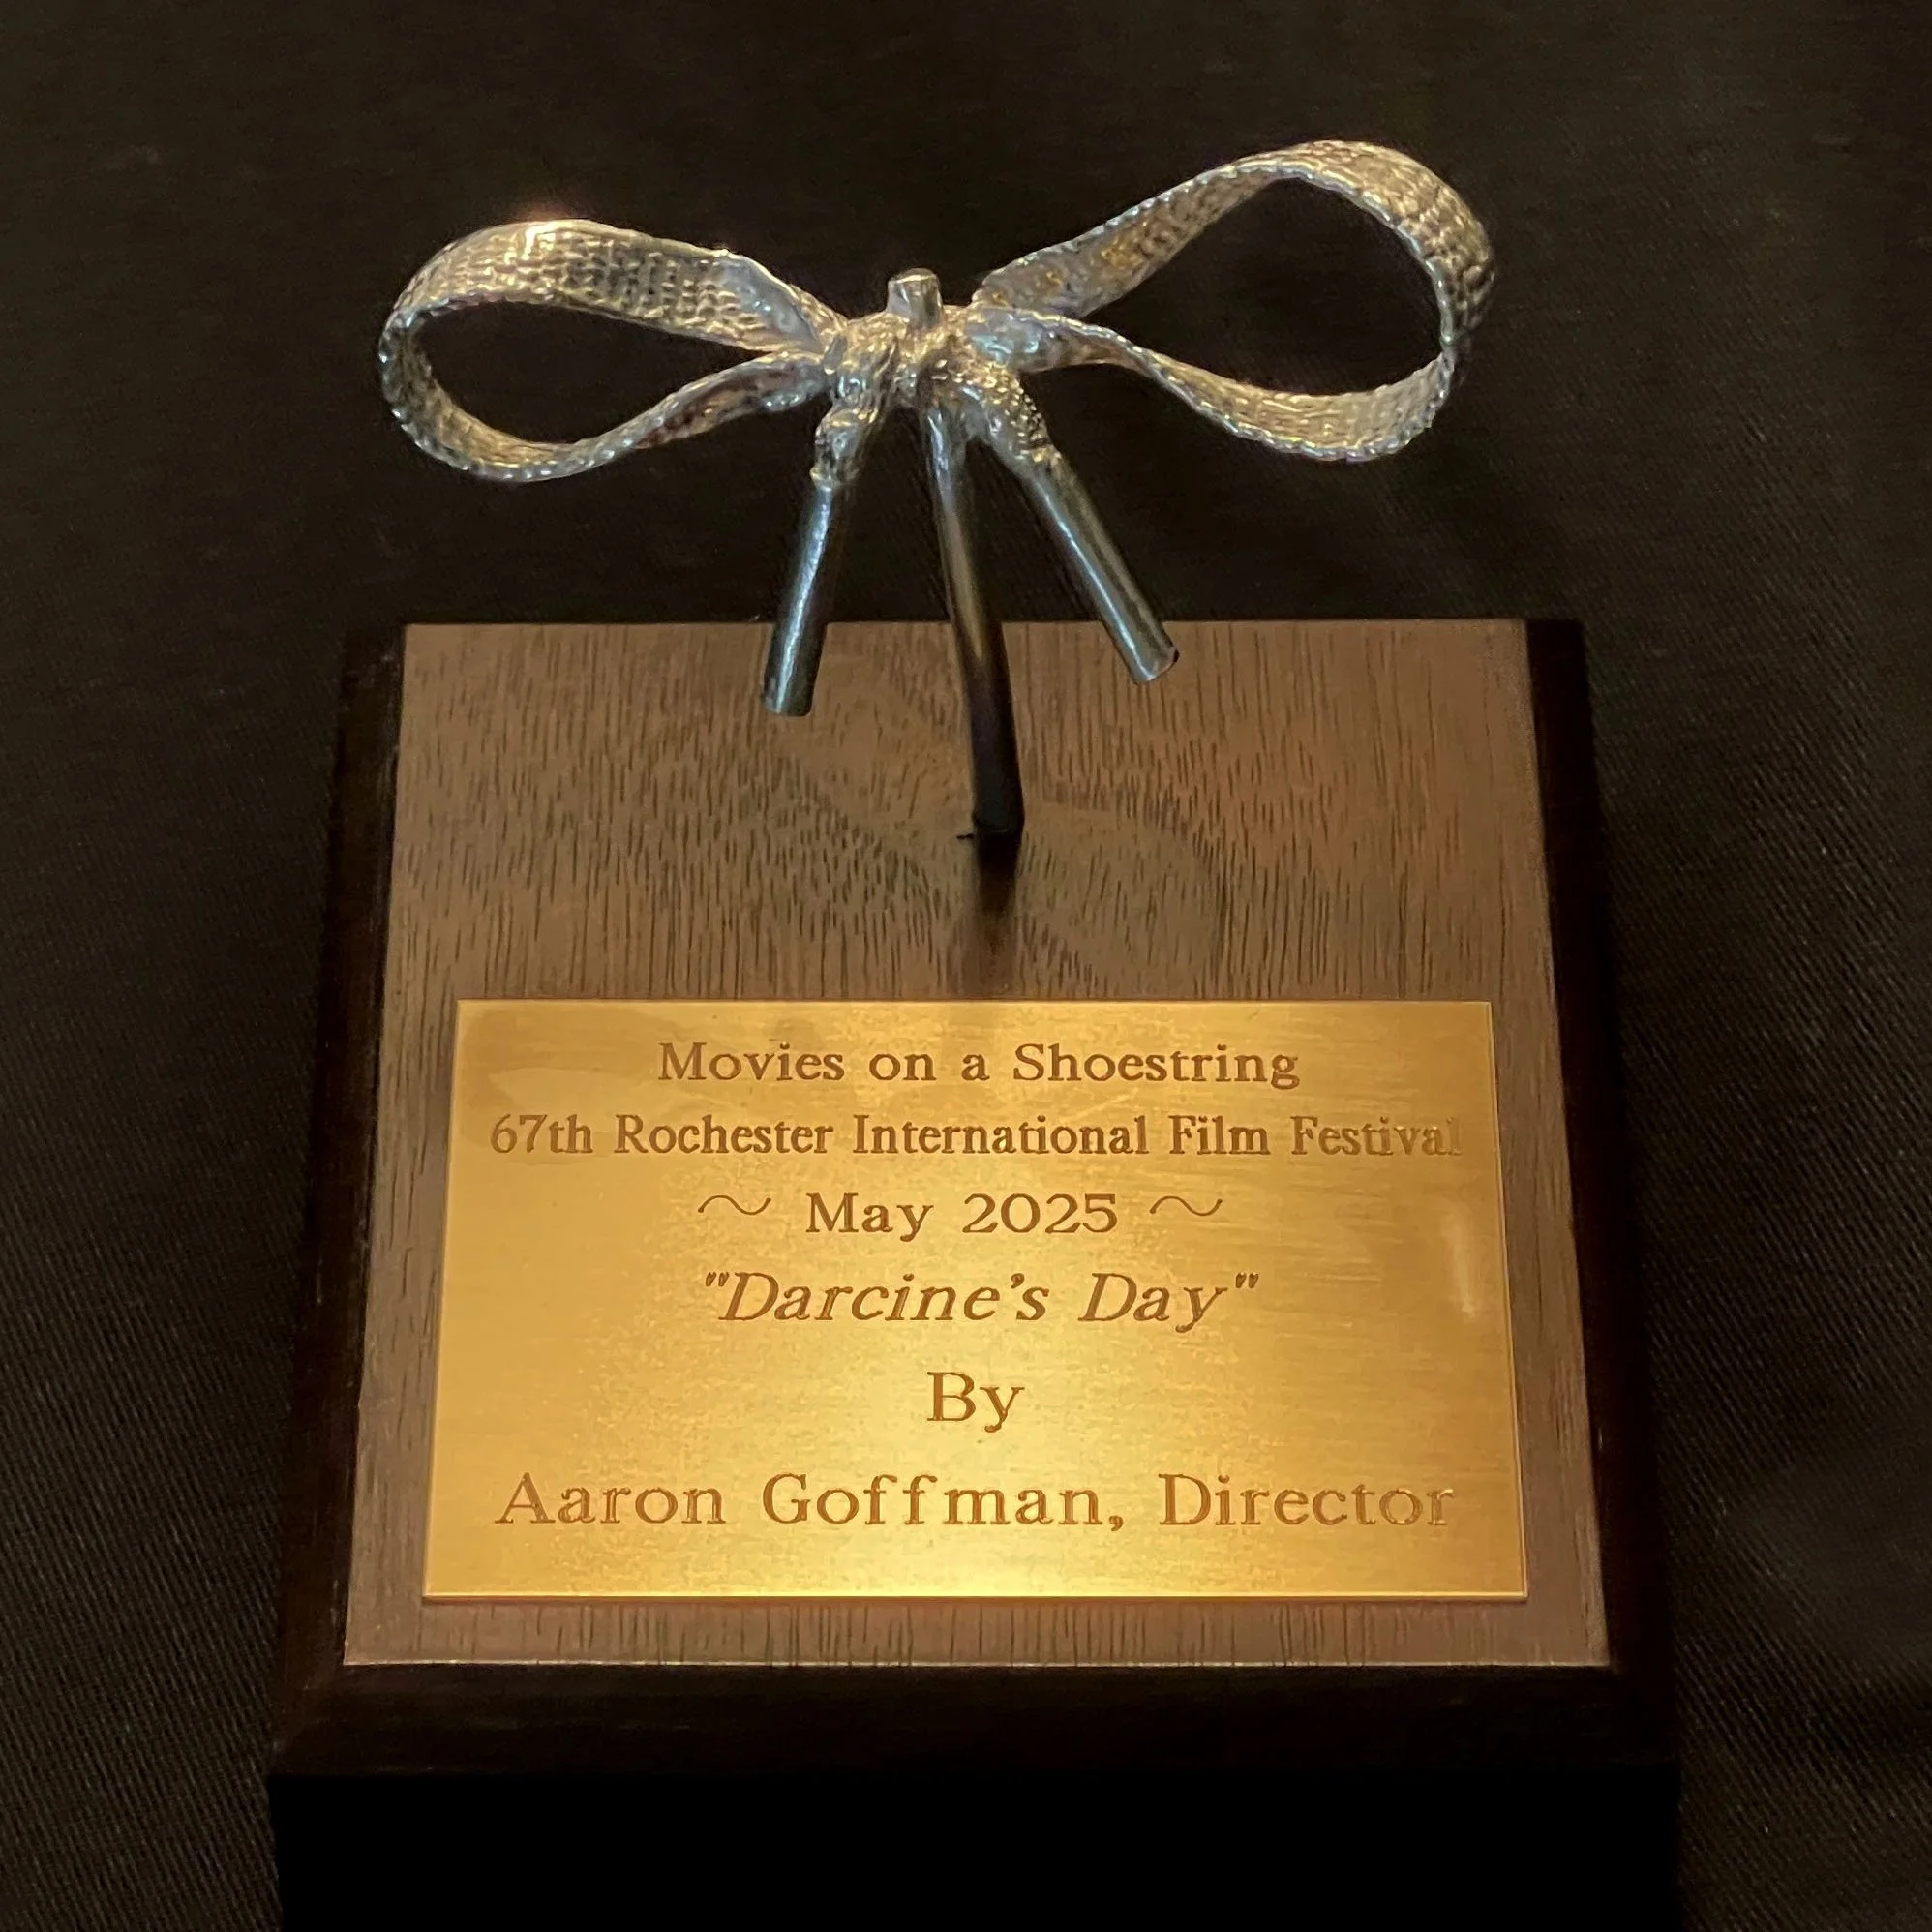 Movies on a Shoestring
67th Rochester International Film Festival
~ May 2025 ~
"Darcine's Day"
By
Aaron Goffman, Director